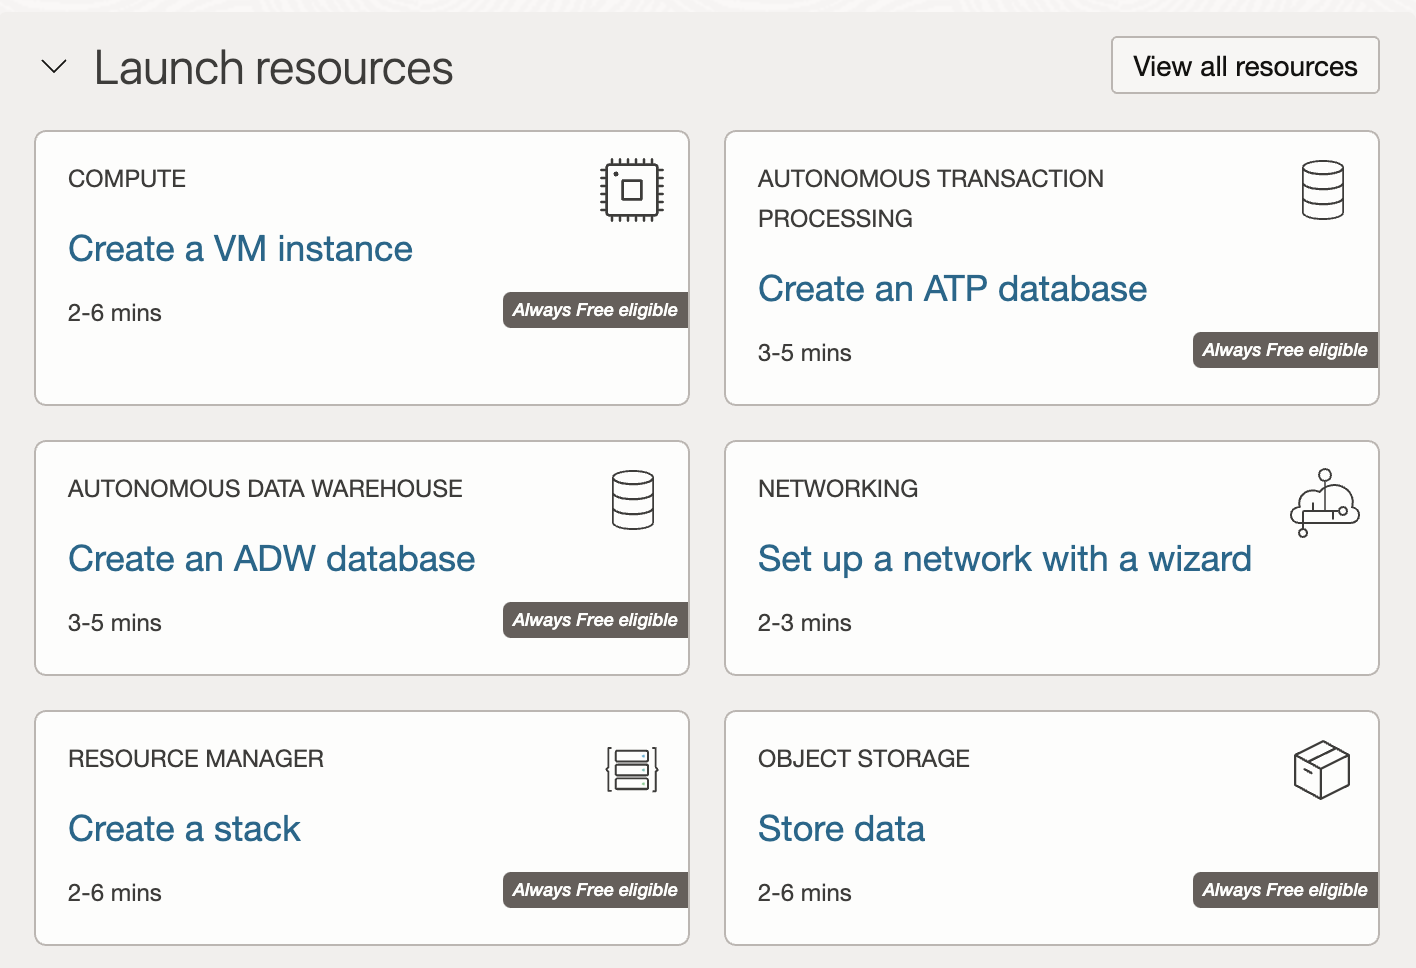 Launch resources
View all resources
COMPUTE
Create a VM instance
2-6 mins
Always Free eligible
AUTONOMOUS TRANSACTION
PROCESSING
Create an ATP database
3-5 mins
Always Free eligible
AUTONOMOUS DATA WAREHOUSE
Create an ADW database
3-5 mins
Always Free eligible
NETWORKING
Set up a network with a wizard
2-3 mins
RESOURCE MANAGER
Create a stack
2-6 mins
Always Free eligible
OBJECT STORAGE
Store data
2-6 mins
Always Free eligible